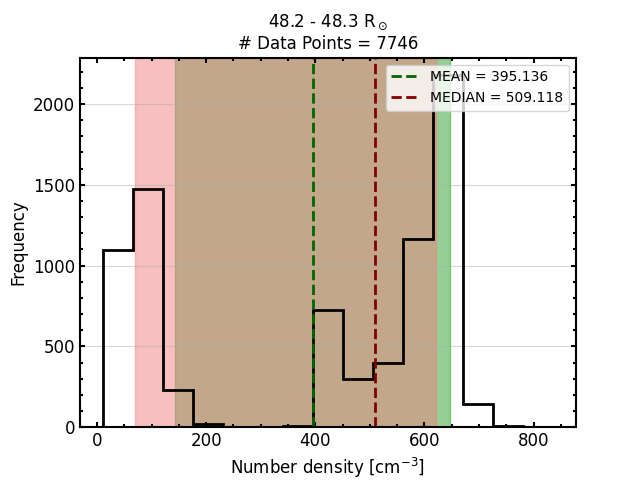 48.2 - 48.3 R⊙
# Data Points = 7746
MEAN = 395.136
MEDIAN = 509.118
Frequency
2000
1500
1000
500
0
0 200 400 600 800
Number density [cm⁻³]